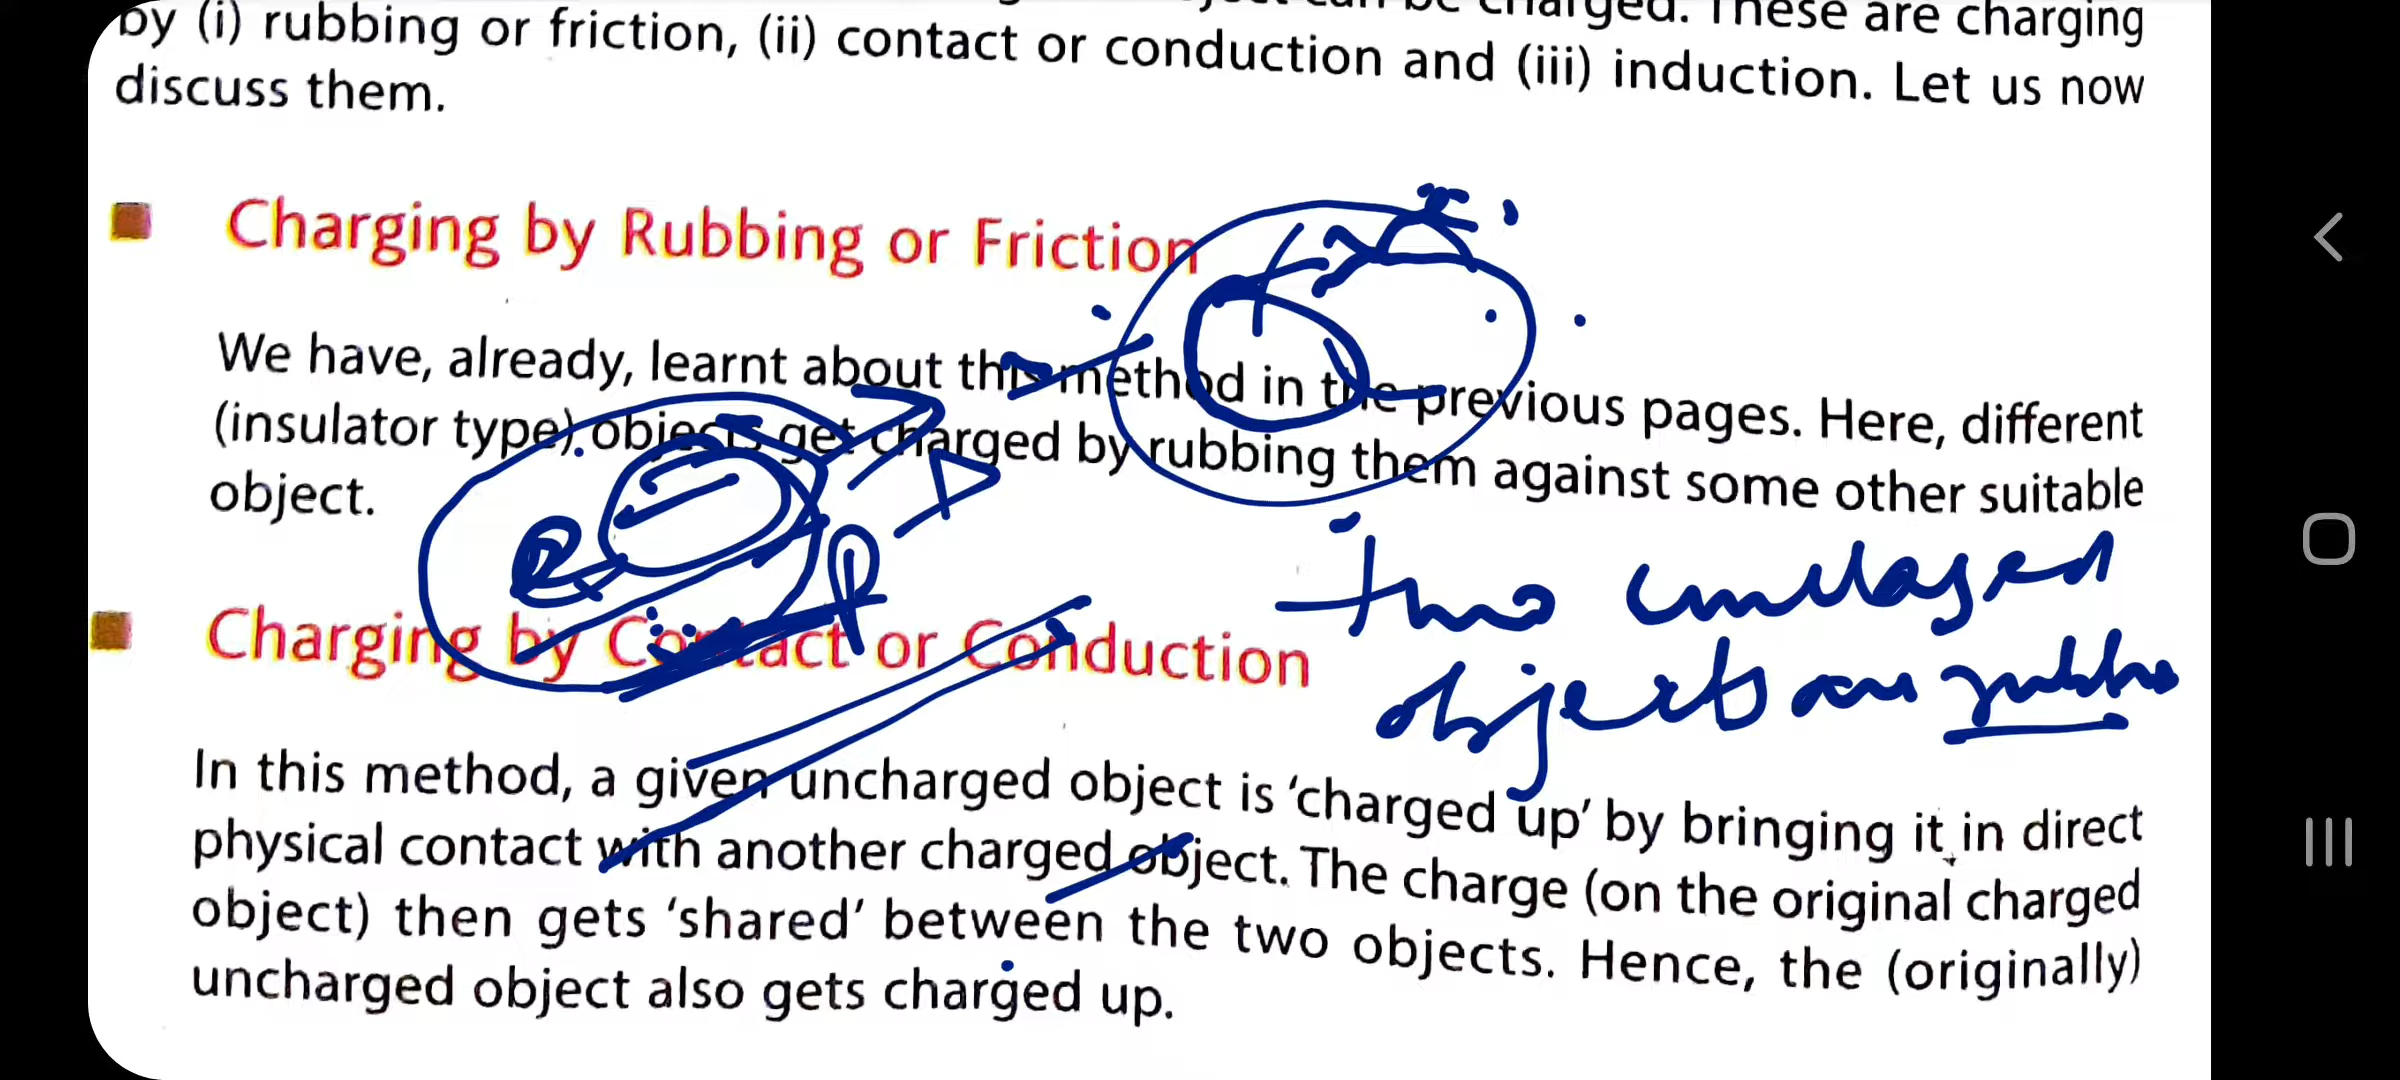 by (i) rubbing or friction, (ii) contact or conduction and (iii) induction. Let us now
charged. These are charging
discuss them.
Charging by Rubbing or Friction
We have, already, learnt about this method in the previous pages. Here, different
(insulator type) objects get charged by rubbing them against some other suitable
object.
two
objects are
Charging by Contact or Conduction
In this method, a given uncharged object is ‘charged up’ by bringing it in direct
physical contact with another charged object. The charge (on the original charged
object) then gets ‘shared’ between the two objects. Hence, the (originally)
uncharged object also gets charged up.